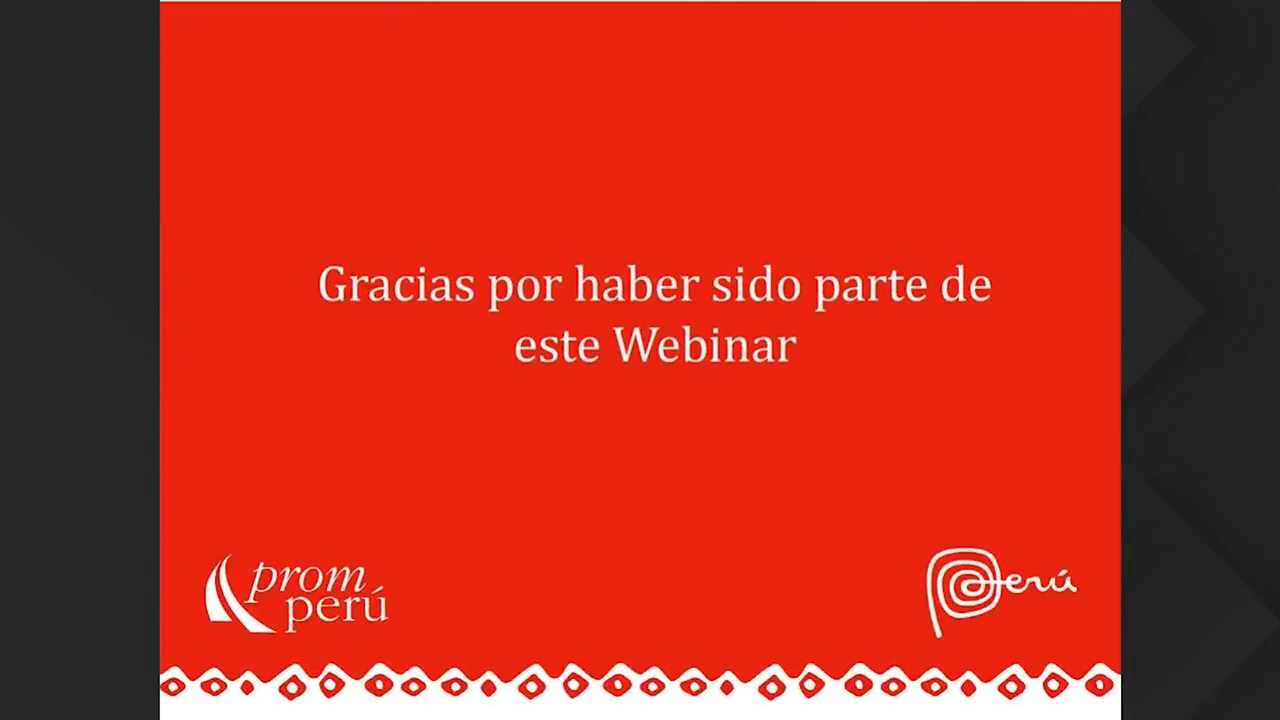 Gracias por haber sido parte de
este Webinar
prom
perú
Perú